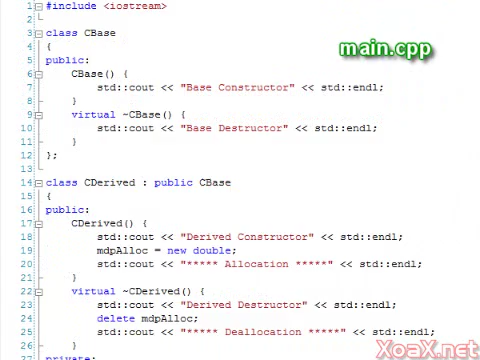 1 #include <iostream>
2
3 class CBase
main.cpp
4 {
5 public:
6 CBase() {
7 std::cout << "Base Constructor" << std::endl;
8 }
9 virtual ~CBase() {
10 std::cout << "Base Destructor" << std::endl;
11 }
12 };
13
14 class CDerived : public CBase
15 {
16 public:
17 CDerived() {
18 std::cout << "Derived Constructor" << std::endl;
19 mdpAlloc = new double;
20 std::cout << "***** Allocation *****" << std::endl;
21 }
22 virtual ~CDerived() {
23 std::cout << "Derived Destructor" << std::endl;
24 delete mdpAlloc;
25 std::cout << "***** Deallocation *****" << std::endl;
26 }
27 private:
XoaX.net